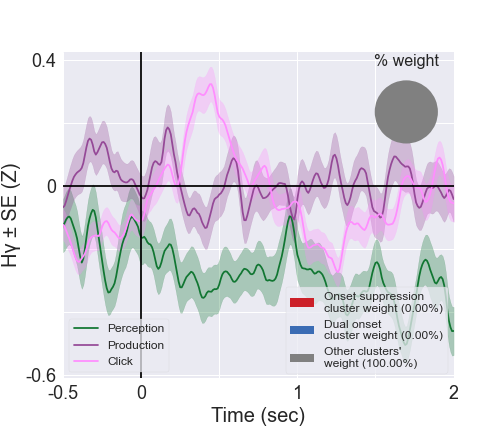 % weight
0.4
0
-0.6
Hγ ± SE (Z)
Perception
Production
Click
Onset suppression
cluster weight (0.00%)
Dual onset
cluster weight (0.00%)
Other clusters'
weight (100.00%)
-0.5
0
1
2
Time (sec)